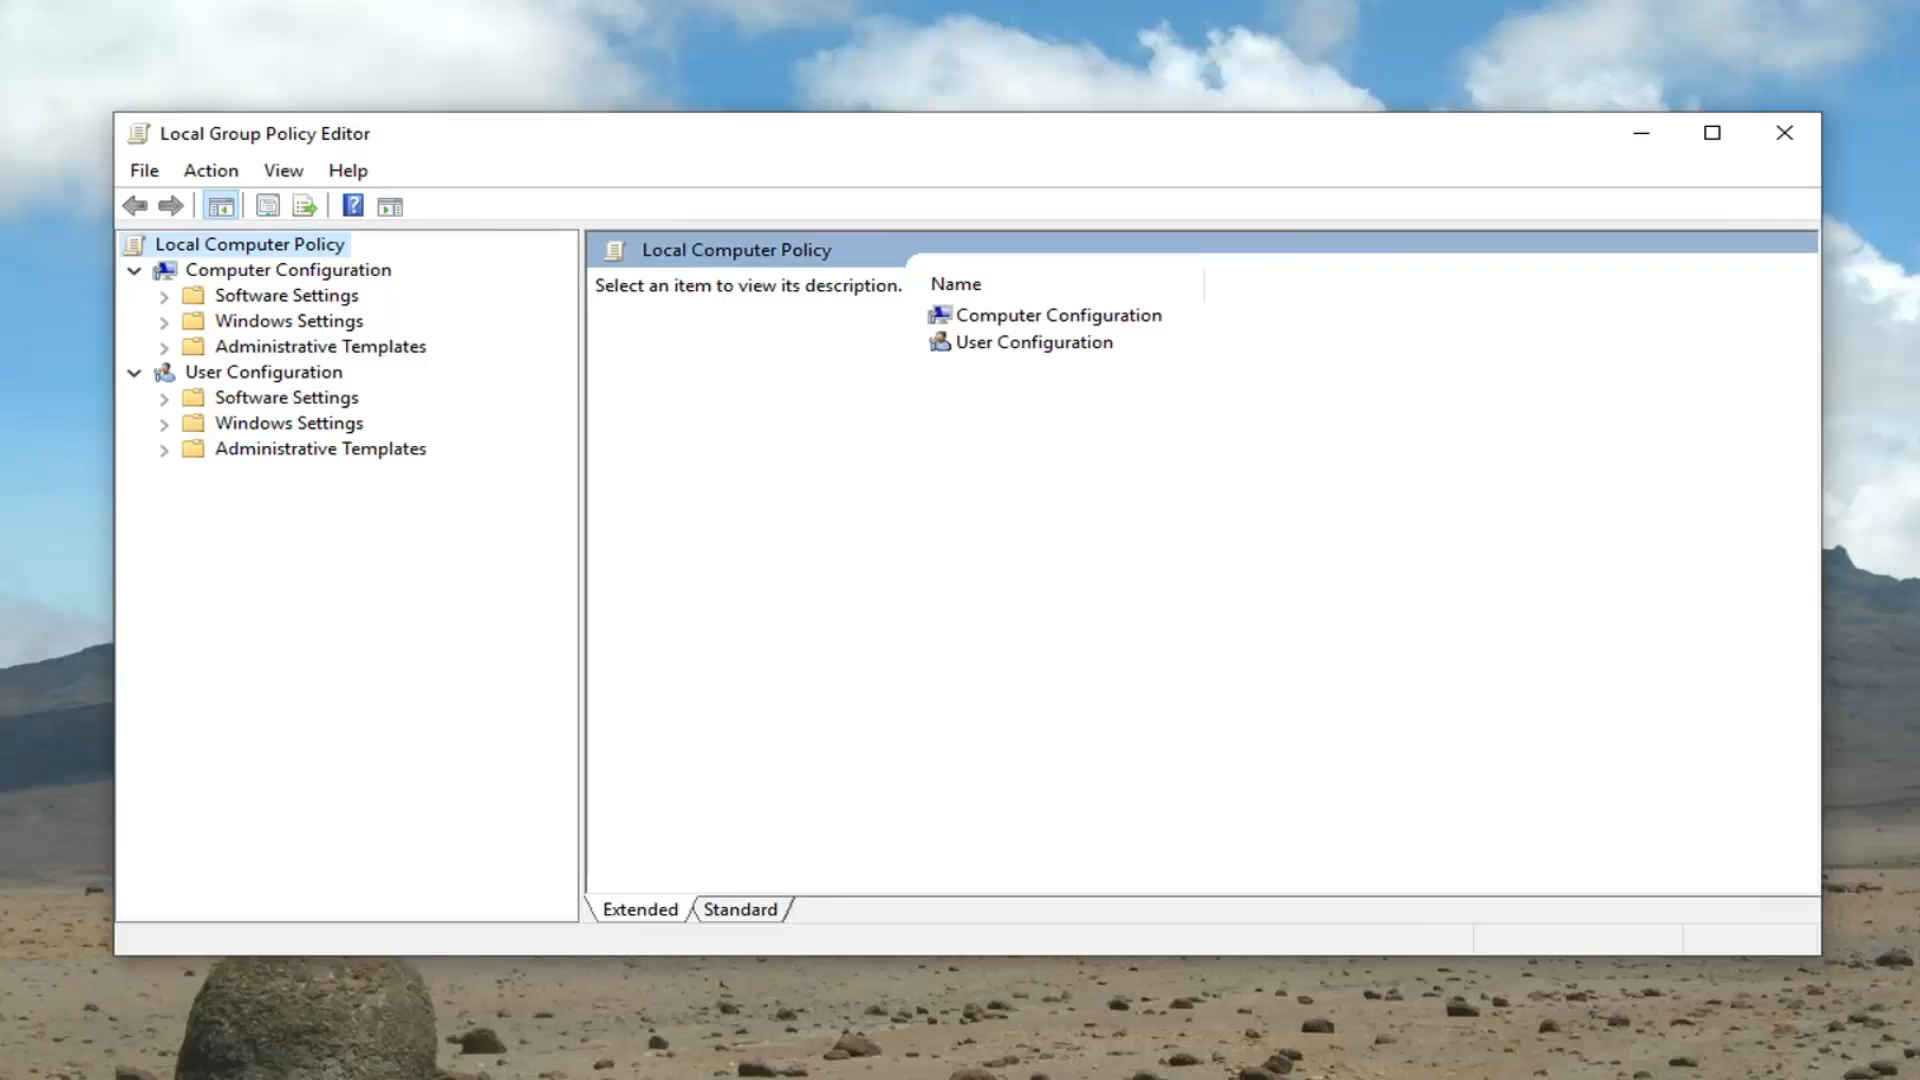 Local Group Policy Editor
File Action View Help
Local Computer Policy
Computer Configuration
Software Settings
Windows Settings
Administrative Templates
User Configuration
Software Settings
Windows Settings
Administrative Templates
Local Computer Policy
Select an item to view its description.
Name
Computer Configuration
User Configuration
Extended Standard